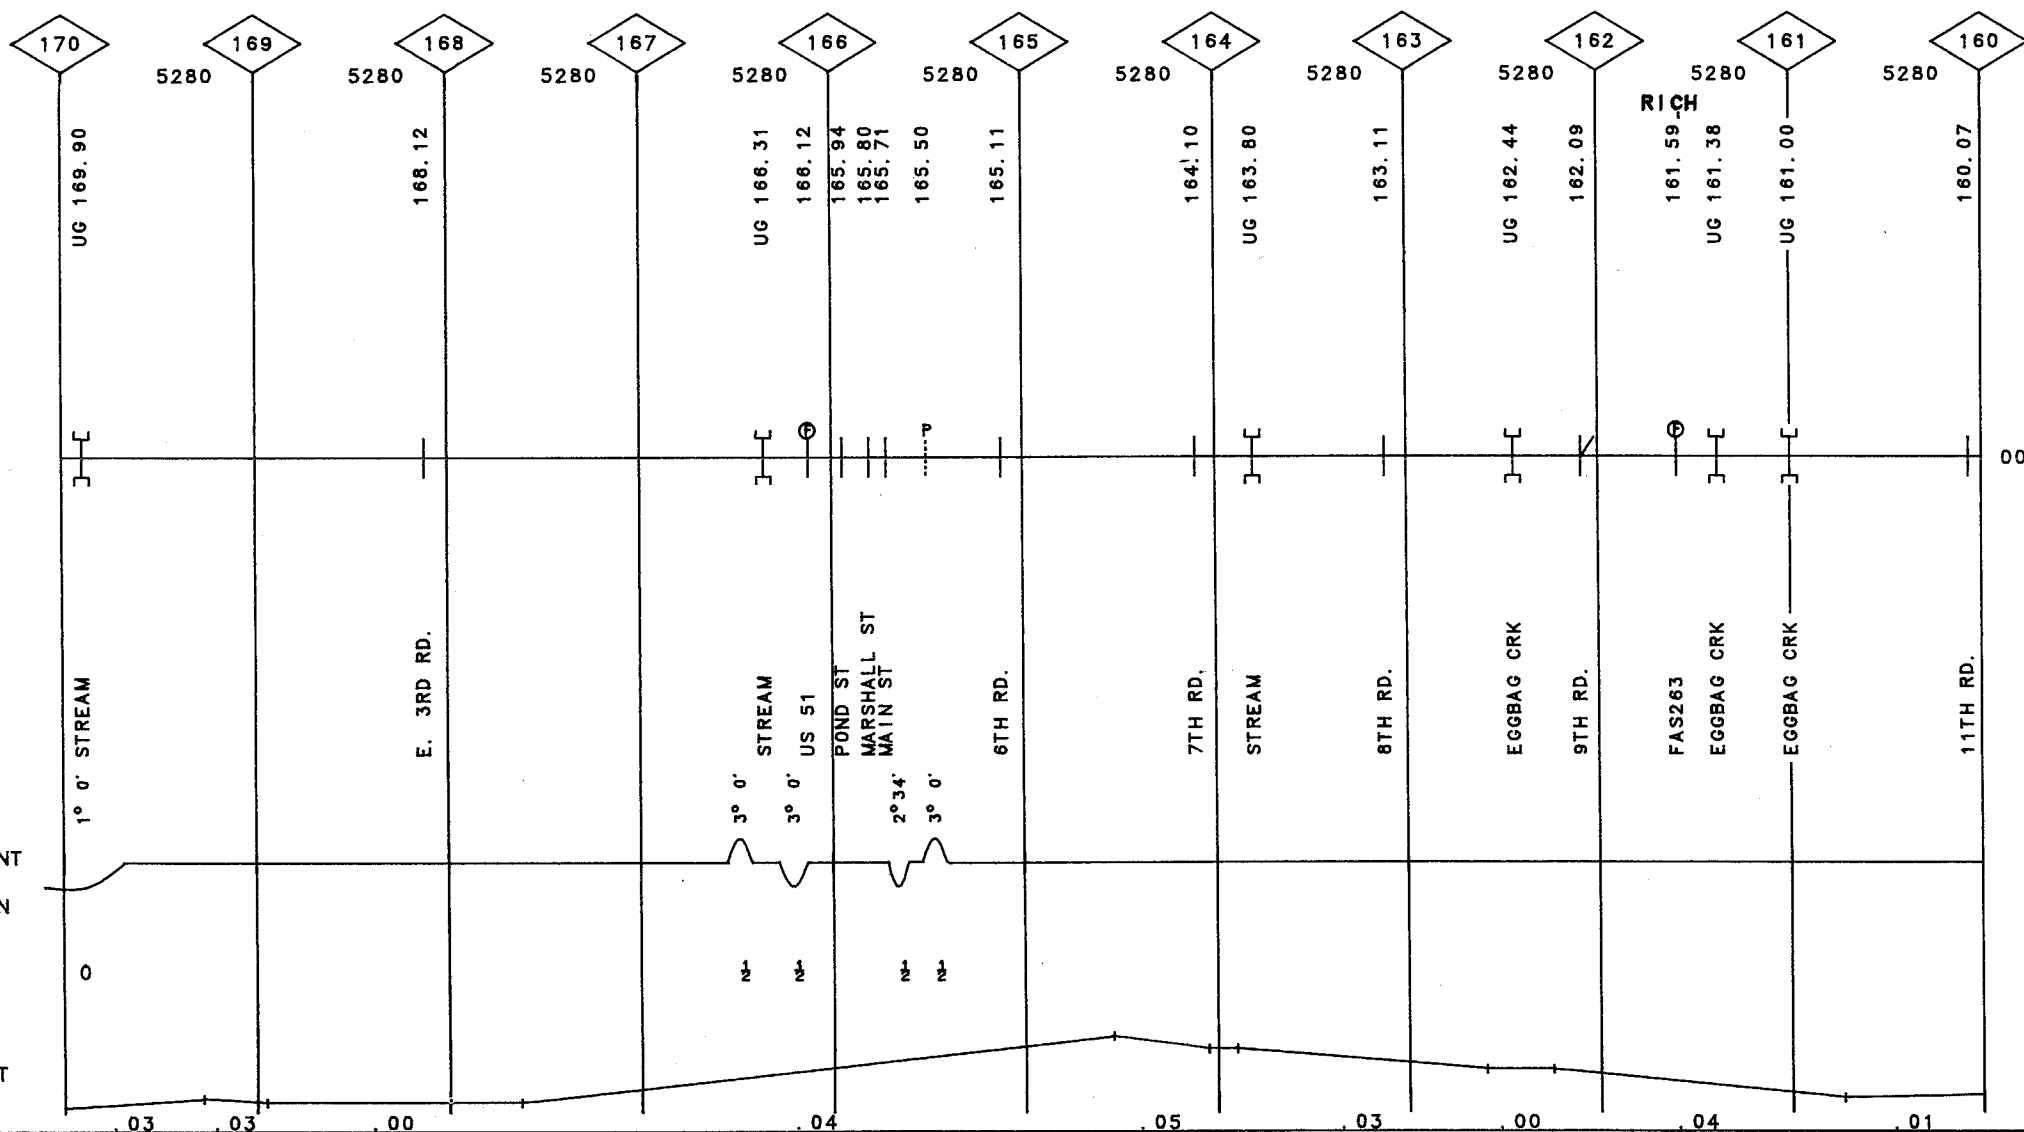 170
169
168
167
166
165
164
163
162
161
160
5280
5280
5280
5280
5280
5280
5280
5280
5280
5280
RICH
UG 169.90
168.12
UG 166.31
166.12
165.94
165.80
165.71
165.50
165.11
164.10
UG 163.80
163.11
UG 162.44
162.09
161.59
UG 161.38
UG 161.00
160.07
F
P
F
00
1° 0' STREAM
E. 3RD RD.
STREAM
US 51
POND ST
MARSHALL ST
MAIN ST
6TH RD.
7TH RD.
STREAM
8TH RD.
EGGBAG CRK
9TH RD.
FAS263
EGGBAG CRK
EGGBAG CRK
11TH RD.
3° 0'
3° 0'
2°34'
3° 0'
NT
N
0
1/2
1/2
1/2
1/2
T
.03
.03
.00
.04
.05
.03
.00
.04
.01